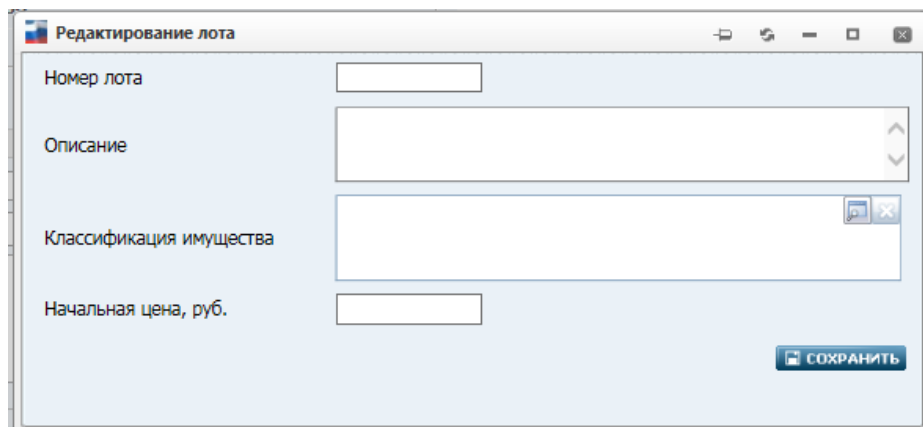 Редактирование лота
Номер лота
Описание
Классификация имущества
Начальная цена, руб.
СОХРАНИТЬ